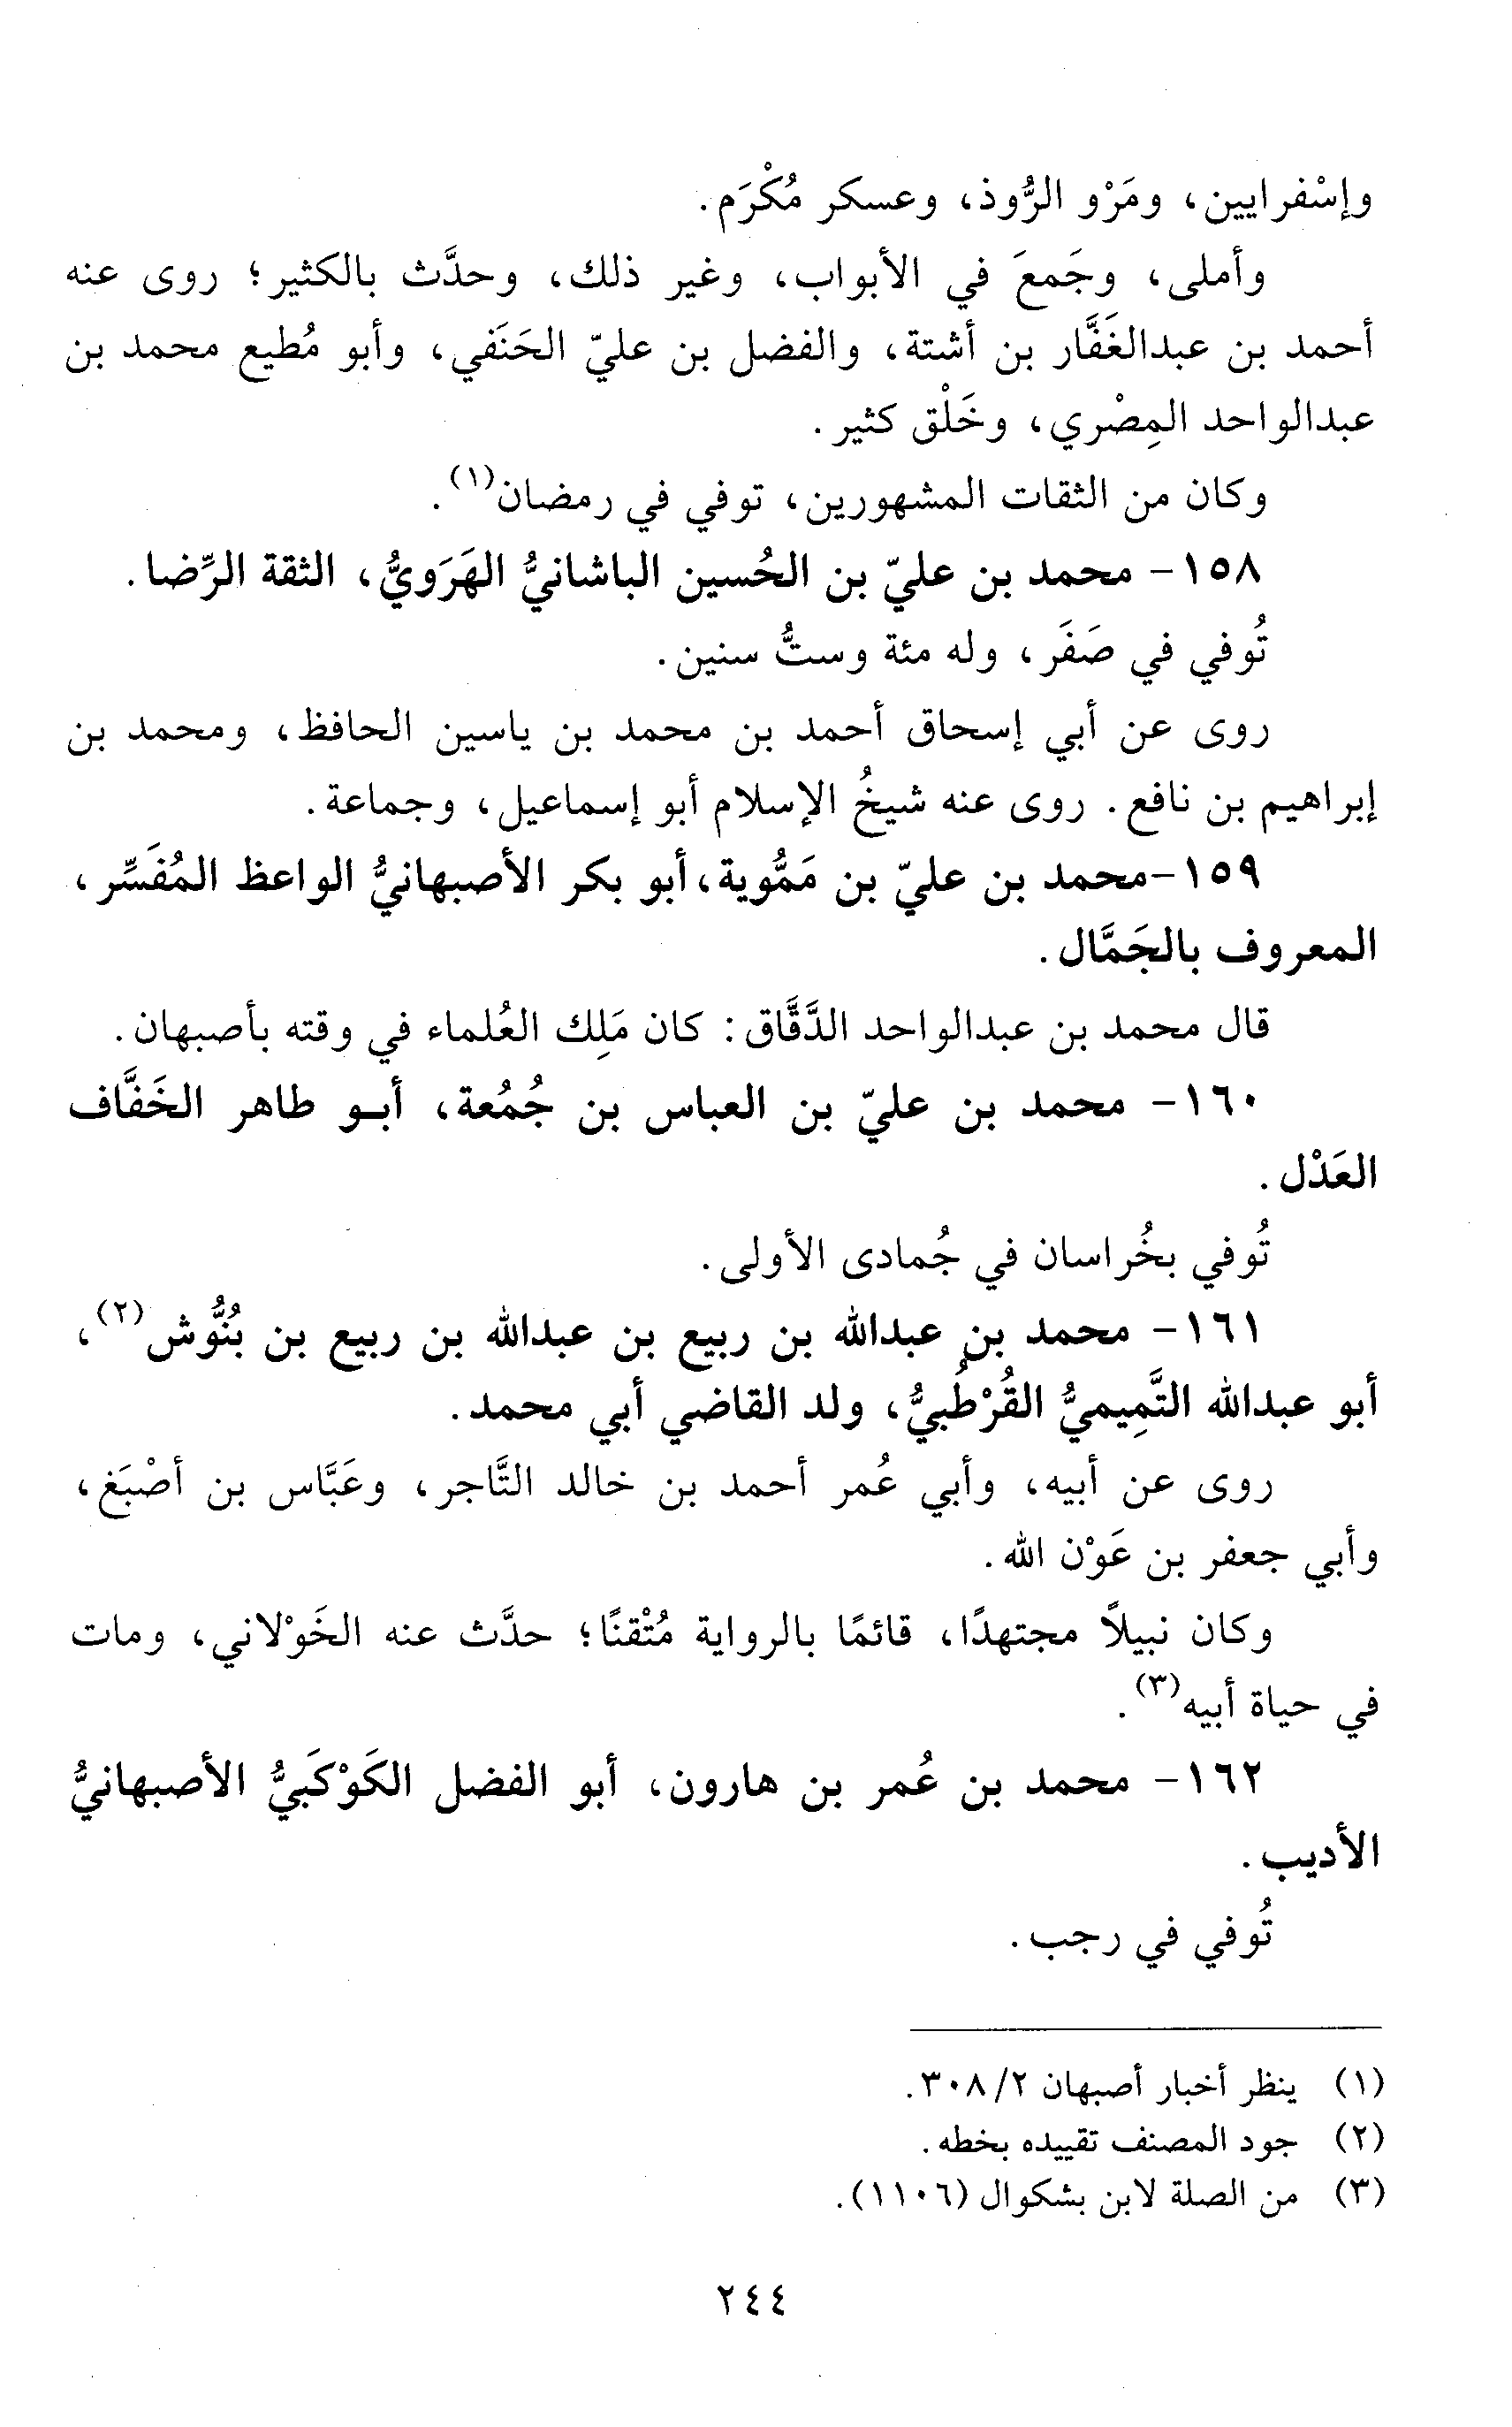 وإسْفرايين، ومَرْو الرُّوذ، وعسكر مُكْرَم.
وأملى، وجَمعَ في الأبواب، وغير ذلك، وحدَّث بالكثير؛ روى عنه
أحمد بن عبدالغَفَّار بن أشتة، والفضل بن عليّ الحَنَفي، وأبو مُطيع محمد بن
عبدالواحد المِصْري، وخَلْق كثير.
وكان من الثقات المشهورين، توفي في رمضان(١).
١٥٨- محمد بن عليّ بن الحُسين الباشانيُّ الهَرَويُّ، الثقة الرِّضا.
تُوفي في صَفَر، وله مئة وستُّ سنين.
روى عن أبي إسحاق أحمد بن محمد بن ياسين الحافظ، ومحمد بن
إبراهيم بن نافع. روى عنه شيخُ الإسلام أبو إسماعيل، وجماعة.
١٥٩-محمد بن عليّ بن مَمُّوية، أبو بكر الأصبهانيُّ الواعظ المُفَسِّر،
المعروف بالجَمَّال.
قال محمد بن عبدالواحد الدَّقَّاق: كان مَلِك العُلماء في وقته بأصبهان.
١٦٠- محمد بن عليّ بن العباس بن جُمُعة، أبو طاهر الخَفَّاف
العَدْل.
تُوفي بخُراسان في جُمادى الأولى.
١٦١- محمد بن عبدالله بن ربيع بن عبدالله بن ربيع بن بُنُّوش(٢)،
أبو عبدالله التَّمِيميُّ القُرْطُبيُّ، ولد القاضي أبي محمد.
روى عن أبيه، وأبي عُمر أحمد بن خالد التَّاجر، وعَبَّاس بن أصْبَغ،
وأبي جعفر بن عَوْن الله.
وكان نبيلاً مجتهدًا، قائمًا بالرواية مُتْقنًا؛ حدَّث عنه الخَوْلاني، ومات
في حياة أبيه(٣).
١٦٢- محمد بن عُمر بن هارون، أبو الفضل الكَوْكَبيُّ الأصبهانيُّ
الأديب.
تُوفي في رجب.
(١) ينظر أخبار أصبهان ٢/ ٣٠٨.
(٢) جود المصنف تقييده بخطه.
(٣) من الصلة لابن بشكوال (١١٠٦).
٢٤٤